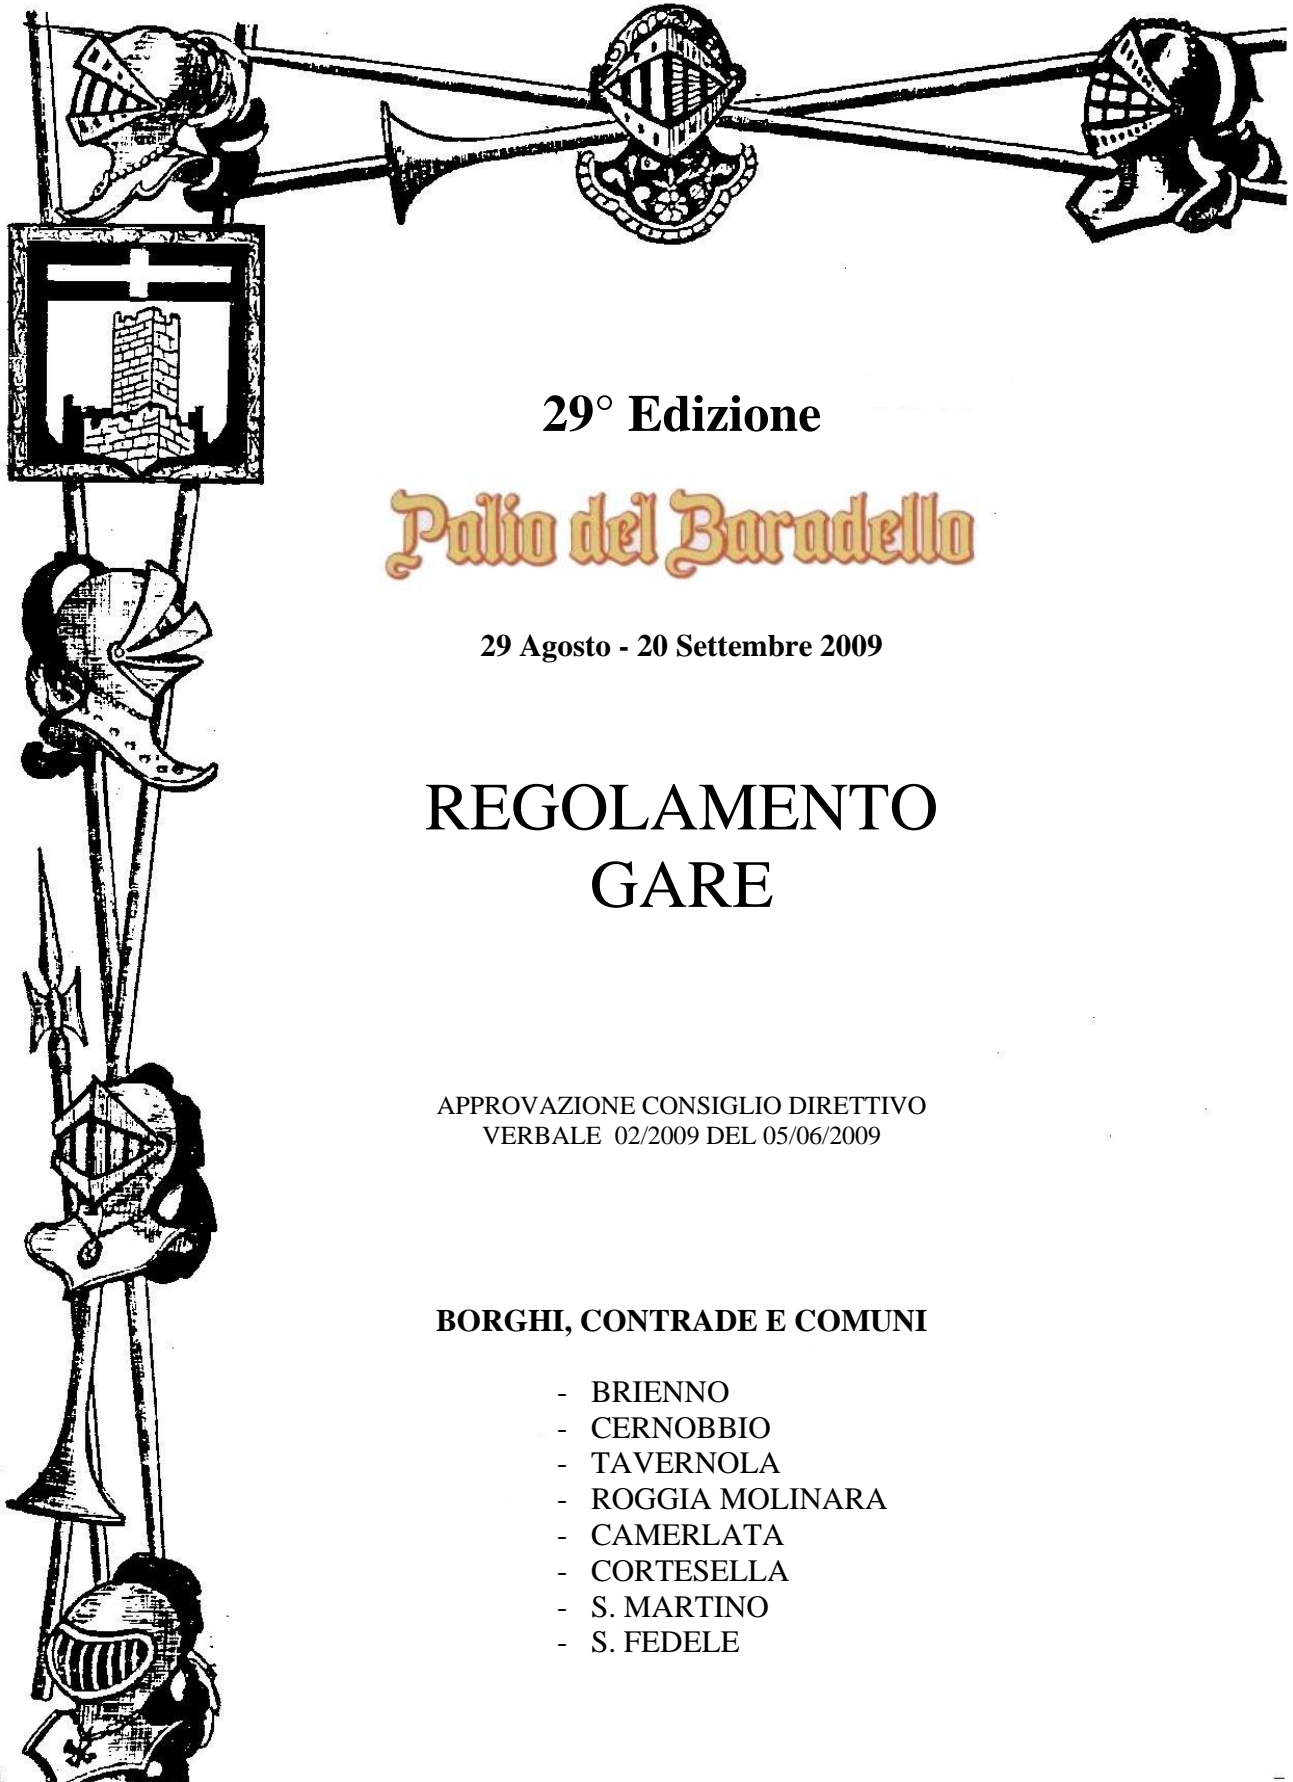 29° Edizione
Palio del Baradello
29 Agosto - 20 Settembre 2009
REGOLAMENTO
GARE
APPROVAZIONE CONSIGLIO DIRETTIVO
VERBALE 02/2009 DEL 05/06/2009
BORGHI, CONTRADE E COMUNI
- BRIENNO
- CERNOBBIO
- TAVERNOLA
- ROGGIA MOLINARA
- CAMERLATA
- CORTESELLA
- S. MARTINO
- S. FEDELE